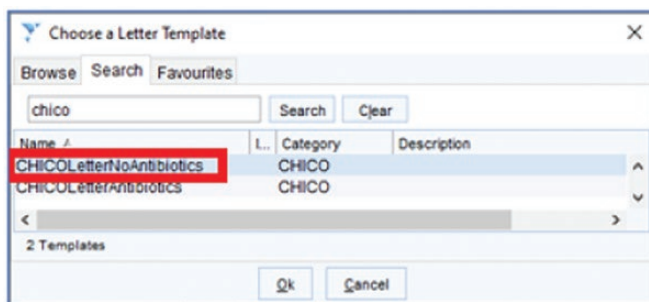 Choose a Letter Template
Browse Search Favourites
chico Search Clear
Name I... Category Description
CHICOLetterNoAntibiotics CHICO
CHICOLetterAntibiotics CHICO
2 Templates
Ok Cancel